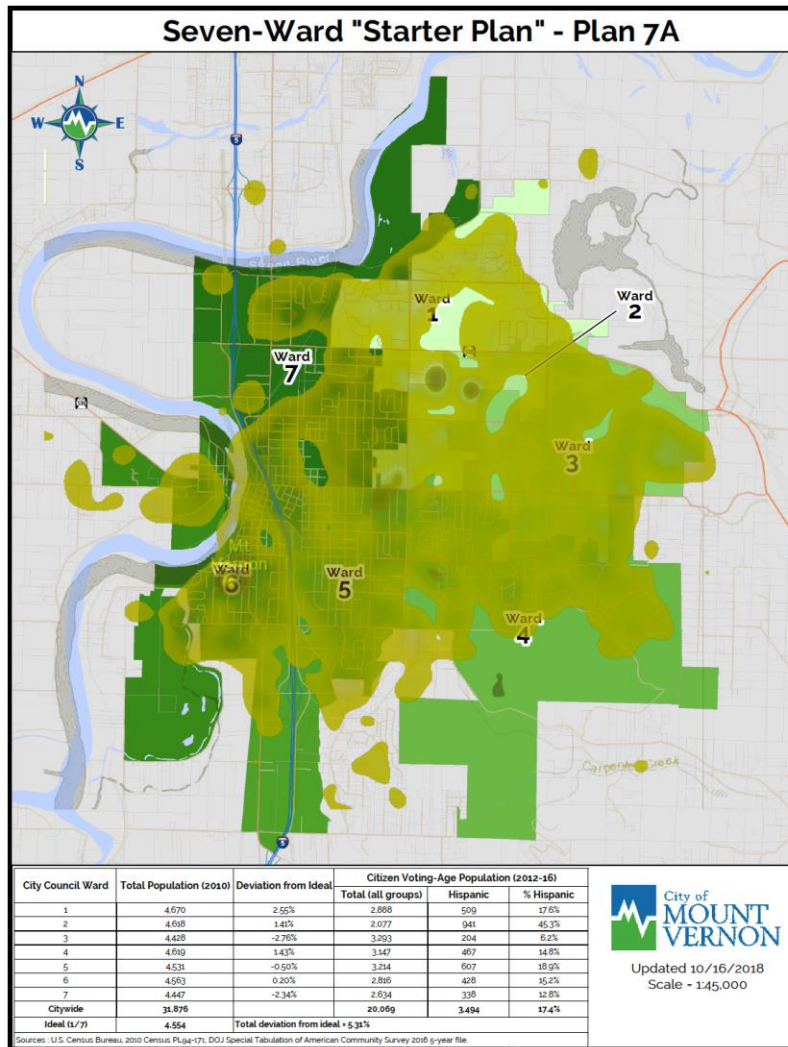 Seven-Ward "Starter Plan" - Plan 7A
N
W E
S
5
Skagit River
Ward
1
Ward
2
Ward
7
Ward
3
Mt
Ward
6
Ward
5
Ward
4
Carpenter Creek
5
City Council Ward Total Population (2010) Deviation from Ideal Citizen Voting-Age Population (2012-16)
Total (all groups) Hispanic % Hispanic
1 4,670 2.55% 2,888 509 17.6%
2 4,618 1.41% 2,077 941 45.3%
3 4,428 -2.76% 3,293 204 6.2%
4 4,619 1.43% 3,147 467 14.8%
5 4,531 -0.50% 3,214 607 18.9%
6 4,563 0.20% 2,816 428 15.2%
7 4,447 -2.34% 2,634 338 12.8%
Citywide 31,876 20,069 3,494 17.4%
Ideal (1/7) 4,554 Total deviation from ideal = 5.31%
Sources : U.S. Census Bureau, 2010 Census PL94-171; DOJ Special Tabulation of American Community Survey 2016 5-year file.
City of
MOUNT
VERNON
Updated 10/16/2018
Scale = 1:45,000